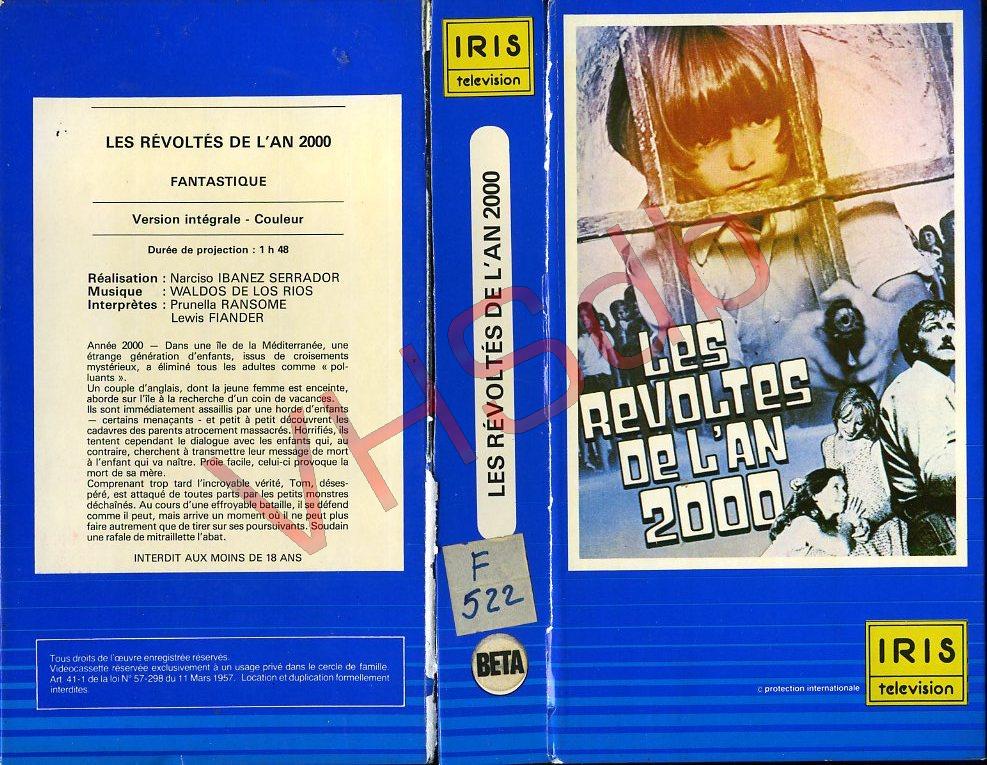 LES RÉVOLTÉS DE L'AN 2000
FANTASTIQUE
Version intégrale - Couleur
Durée de projection : 1 h 48
Réalisation : Narciso IBANEZ SERRADOR
Musique : WALDOS DE LOS RIOS
Interprètes : Prunella RANSOME
Lewis FIANDER
Année 2000 — Dans une île de la Méditerranée, une
étrange génération d'enfants, issus de croisements
mystérieux, a éliminé tous les adultes comme « pol-
luants ».
Un couple d'anglais, dont la jeune femme est enceinte,
aborde sur l'île à la recherche d'un coin de vacances.
Ils sont immédiatement assaillis par une horde d'enfants
— certains menaçants - et petit à petit découvrent les
cadavres des parents atrocement massacrés. Horrifiés, ils
tentent cependant le dialogue avec les enfants qui, au
contraire, cherchent à transmettre leur message de mort
à l'enfant qui va naître. Proie facile, celui-ci provoque la
mort de sa mère.
Comprenant trop tard l'incroyable vérité, Tom, déses-
péré, est attaqué de toutes parts par les petits monstres
déchaînés. Au cours d'une effroyable bataille, il se défend
comme il peut, mais arrive un moment où il ne peut plus
faire autrement que de tirer sur ses poursuivants. Soudain
une rafale de mitraillette l'abat.
INTERDIT AUX MOINS DE 18 ANS
Tous droits de l'œuvre enregistrée réservés.
Vidéocassette réservée exclusivement à un usage privé dans le cercle de famille.
Art. 41-1 de la loi N° 57-298 du 11 Mars 1957. Location et duplication formellement
interdites.
IRIS
television
LES RÉVOLTÉS DE L'AN 2000
F
522
BETA
LES
REVOLTES
DE L'AN
2000
IRIS
television
c protection internationale
VHSdb